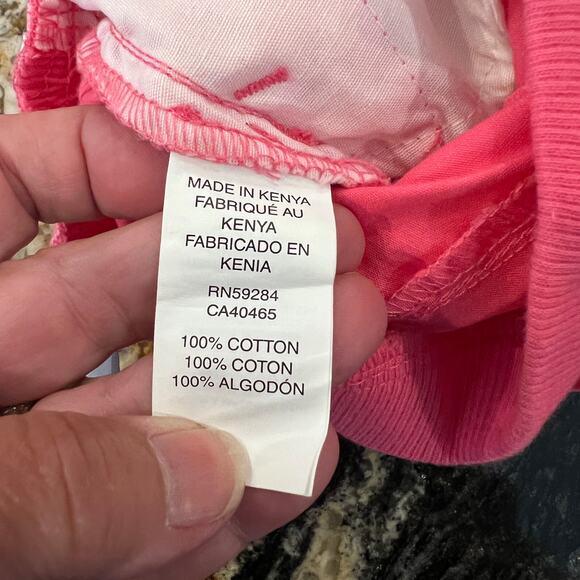 MADE IN KENYA
FABRIQUÉ AU
KENYA
FABRICADO EN
KENIA
RN59284
CA40465
100% COTTON
100% COTON
100% ALGODÓN